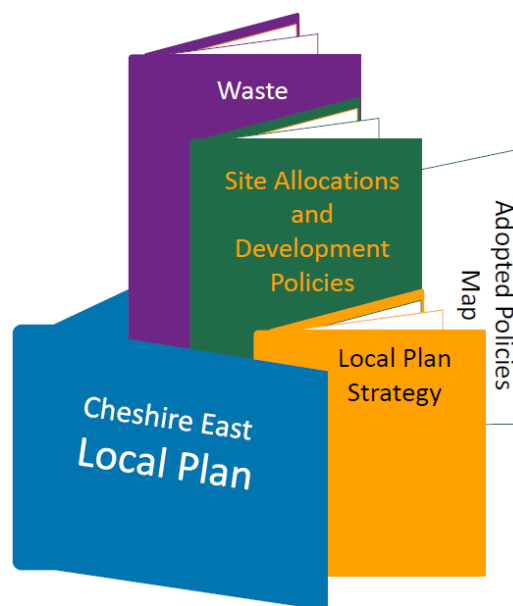 Waste
Site Allocations
and
Development
Policies
Adopted Policies
Map
Local Plan
Strategy
Cheshire East
Local Plan